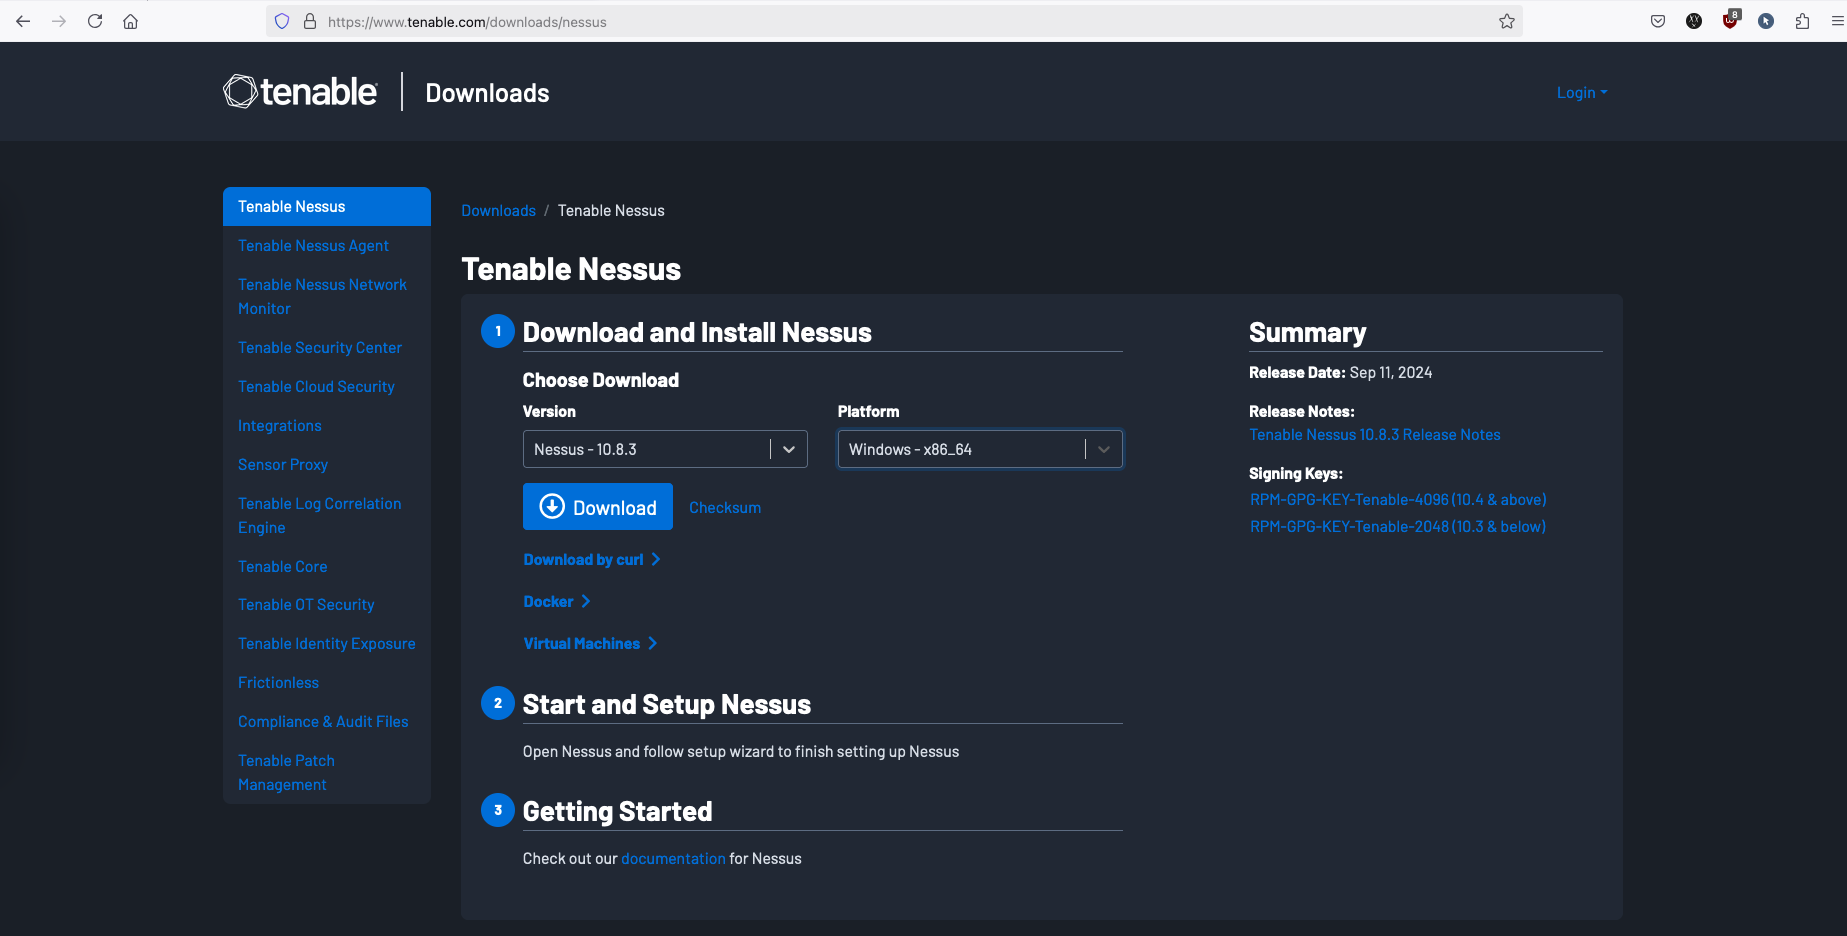 https://www.tenable.com/downloads/nessus
8
tenable
Downloads
Login
Tenable Nessus
Tenable Nessus Agent
Tenable Nessus Network
Monitor
Tenable Security Center
Tenable Cloud Security
Integrations
Sensor Proxy
Tenable Log Correlation
Engine
Tenable Core
Tenable OT Security
Tenable Identity Exposure
Frictionless
Compliance & Audit Files
Tenable Patch
Management
Downloads / Tenable Nessus
Tenable Nessus
1 Download and Install Nessus
Choose Download
Version Platform
Nessus - 10.8.3 Windows - x86_64
Download Checksum
Download by curl
Docker
Virtual Machines
2 Start and Setup Nessus
Open Nessus and follow setup wizard to finish setting up Nessus
3 Getting Started
Check out our documentation for Nessus
Summary
Release Date: Sep 11, 2024
Release Notes:
Tenable Nessus 10.8.3 Release Notes
Signing Keys:
RPM-GPG-KEY-Tenable-4096 (10.4 & above)
RPM-GPG-KEY-Tenable-2048 (10.3 & below)